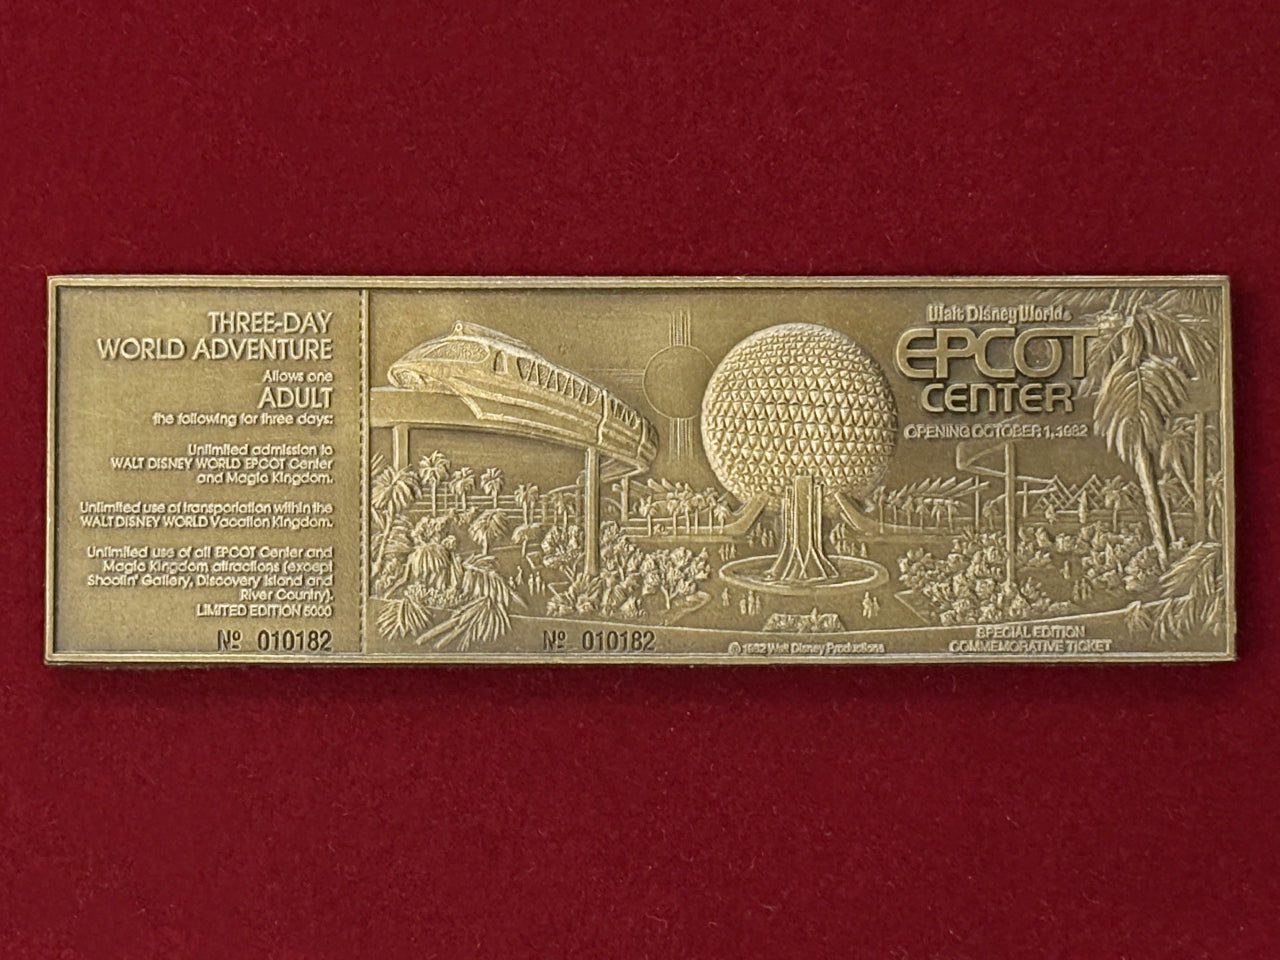 THREE-DAY
WORLD ADVENTURE
Allows one
ADULT
the following for three days:
Unlimited admission to
WALT DISNEY WORLD EPCOT Center
and Magic Kingdom.
Unlimited use of transportation within the
WALT DISNEY WORLD Vacation Kingdom.
Unlimited use of all EPCOT Center and
Magic Kingdom attractions (except
Shootin' Gallery, Discovery Island and
River Country).
LIMITED EDITION 5000
Nº 010182
Walt Disney World®
EPCOT
CENTER
OPENING OCTOBER 1, 1982
Nº 010182
© 1982 Walt Disney Productions
SPECIAL EDITION
COMMEMORATIVE TICKET